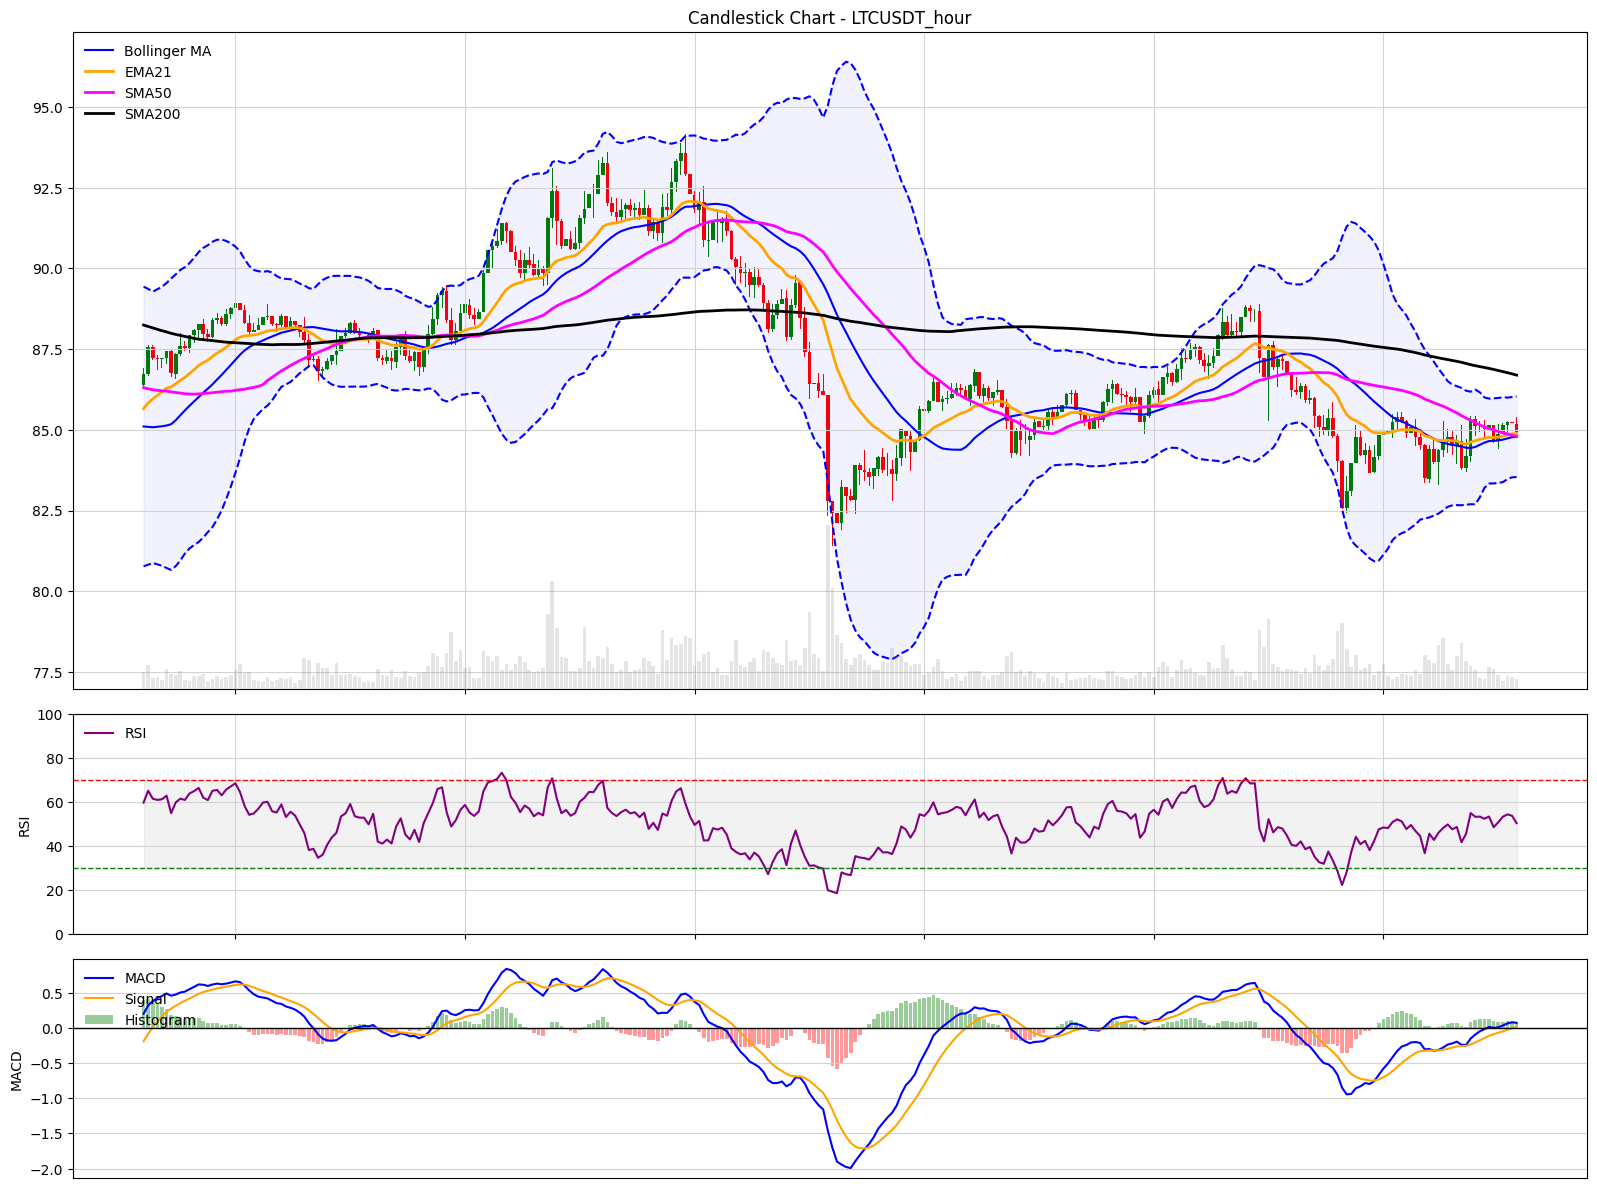 Candlestick Chart - LTCUSDT_hour
Bollinger MA
EMA21
SMA50
SMA200
95.0
92.5
90.0
87.5
85.0
82.5
80.0
77.5
RSI
100
80
60
40
20
0
RSI
MACD
Signal
Histogram
0.5
0.0
−0.5
−1.0
−1.5
−2.0
MACD